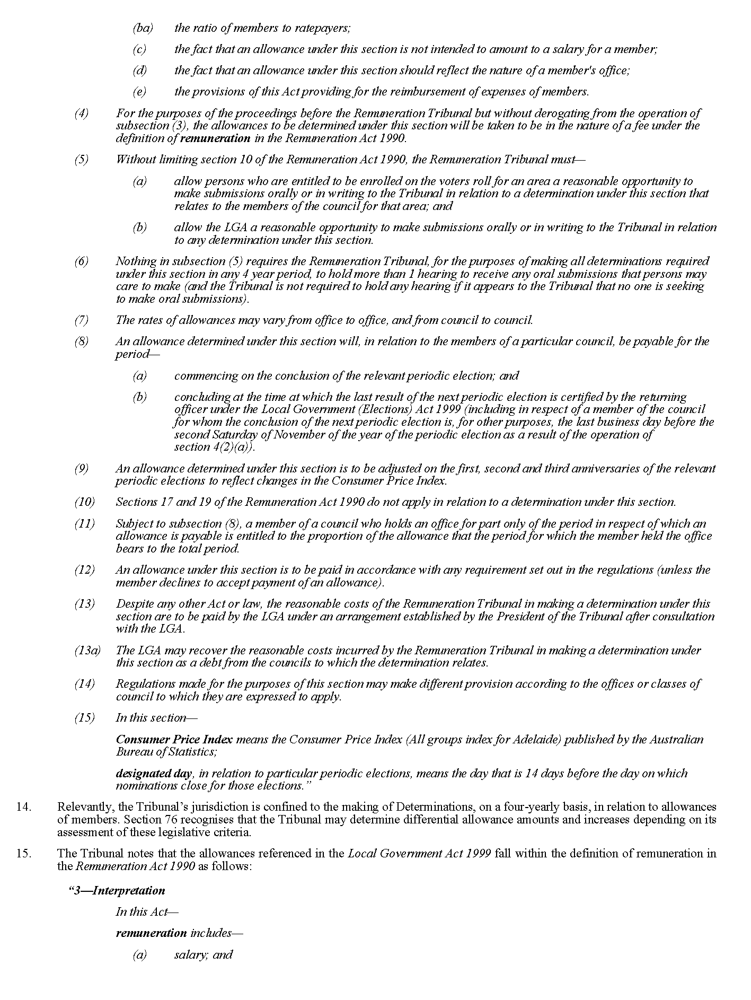 (ba) the ratio of members to ratepayers;
(c) the fact that an allowance under this section is not intended to amount to a salary for a member;
(d) the fact that an allowance under this section should reflect the nature of a member's office;
(e) the provisions of this Act providing for the reimbursement of expenses of members.
(4) For the purposes of the proceedings before the Remuneration Tribunal but without derogating from the operation of
subsection (3), the allowances to be determined under this section will be taken to be in the nature of a fee under the
definition of remuneration in the Remuneration Act 1990.
(5) Without limiting section 10 of the Remuneration Act 1990, the Remuneration Tribunal must—
(a) allow persons who are entitled to be enrolled on the voters roll for an area a reasonable opportunity to
make submissions orally or in writing to the Tribunal in relation to a determination under this section that
relates to the members of the council for that area; and
(b) allow the LGA a reasonable opportunity to make submissions orally or in writing to the Tribunal in relation
to any determination under this section.
(6) Nothing in subsection (5) requires the Remuneration Tribunal, for the purposes of making all determinations required
under this section in any 4 year period, to hold more than 1 hearing to receive any oral submissions that persons may
care to make (and the Tribunal is not required to hold any hearing if it appears to the Tribunal that no one is seeking
to make oral submissions).
(7) The rates of allowances may vary from office to office, and from council to council.
(8) An allowance determined under this section will, in relation to the members of a particular council, be payable for the
period—
(a) commencing on the conclusion of the relevant periodic election; and
(b) concluding at the time at which the last result of the next periodic election is certified by the returning
officer under the Local Government (Elections) Act 1999 (including in respect of a member of the council
for whom the conclusion of the next periodic election is, for other purposes, the last business day before the
second Saturday of November of the year of the periodic election as a result of the operation of
section 4(2)(a)).
(9) An allowance determined under this section is to be adjusted on the first, second and third anniversaries of the relevant
periodic elections to reflect changes in the Consumer Price Index.
(10) Sections 17 and 19 of the Remuneration Act 1990 do not apply in relation to a determination under this section.
(11) Subject to subsection (8), a member of a council who holds an office for part only of the period in respect of which an
allowance is payable is entitled to the proportion of the allowance that the period for which the member held the office
bears to the total period.
(12) An allowance under this section is to be paid in accordance with any requirement set out in the regulations (unless the
member declines to accept payment of an allowance).
(13) Despite any other Act or law, the reasonable costs of the Remuneration Tribunal in making a determination under this
section are to be paid by the LGA under an arrangement established by the President of the Tribunal after consultation
with the LGA.
(13a) The LGA may recover the reasonable costs incurred by the Remuneration Tribunal in making a determination under
this section as a debt from the councils to which the determination relates.
(14) Regulations made for the purposes of this section may make different provision according to the offices or classes of
council to which they are expressed to apply.
(15) In this section—
Consumer Price Index means the Consumer Price Index (All groups index for Adelaide) published by the Australian
Bureau of Statistics;
designated day, in relation to particular periodic elections, means the day that is 14 days before the day on which
nominations close for those elections.”
14. Relevantly, the Tribunal’s jurisdiction is confined to the making of Determinations, on a four-yearly basis, in relation to allowances
of members. Section 76 recognises that the Tribunal may determine differential allowance amounts and increases depending on its
assessment of these legislative criteria.
15. The Tribunal notes that the allowances referenced in the Local Government Act 1999 fall within the definition of remuneration in
the Remuneration Act 1990 as follows:
“3—Interpretation
In this Act—
remuneration includes—
(a) salary; and